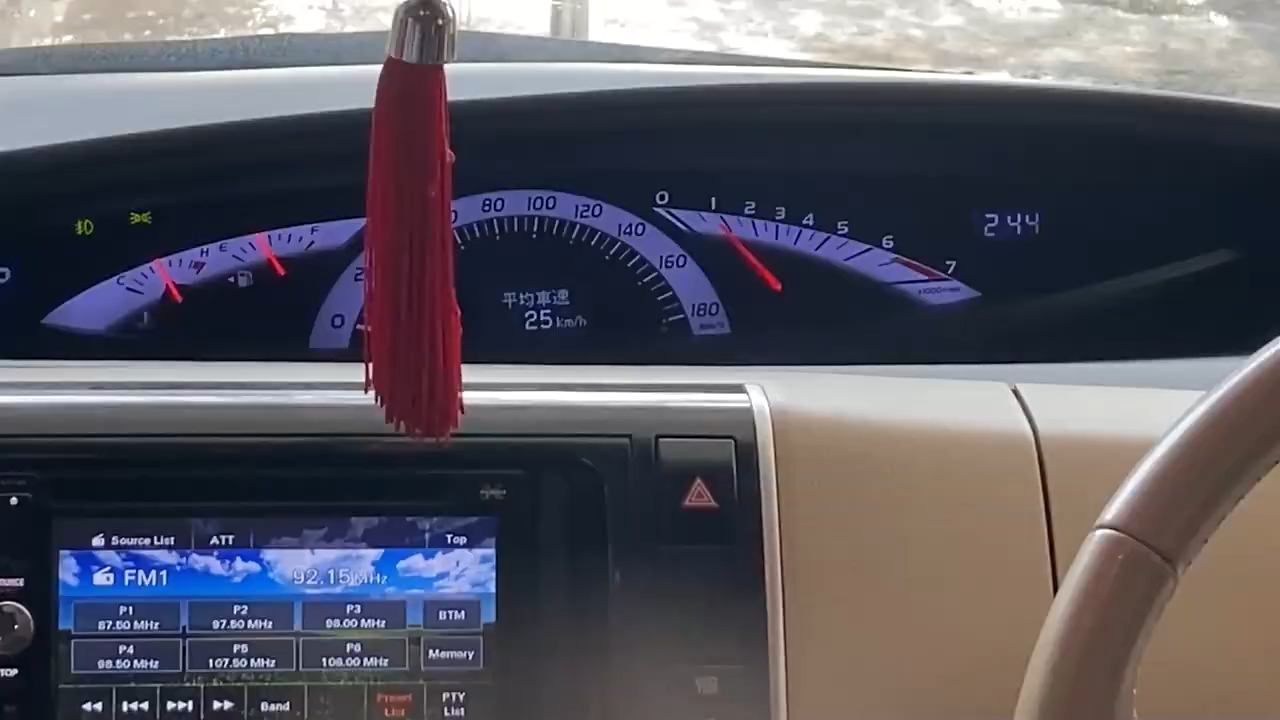 C H E F
0 2 80 100 120 140 160 180
平均車速
25 km/h
0 1 2 3 4 5 6 7
244
Source List ATT Top
FM1 92.15 MHz
P1 P2 P3 BTM
87.50 MHz 97.50 MHz 98.00 MHz
P4 P5 P6 Memory
98.50 MHz 107.50 MHz 108.00 MHz
Band Preset PTY
List List
TOP